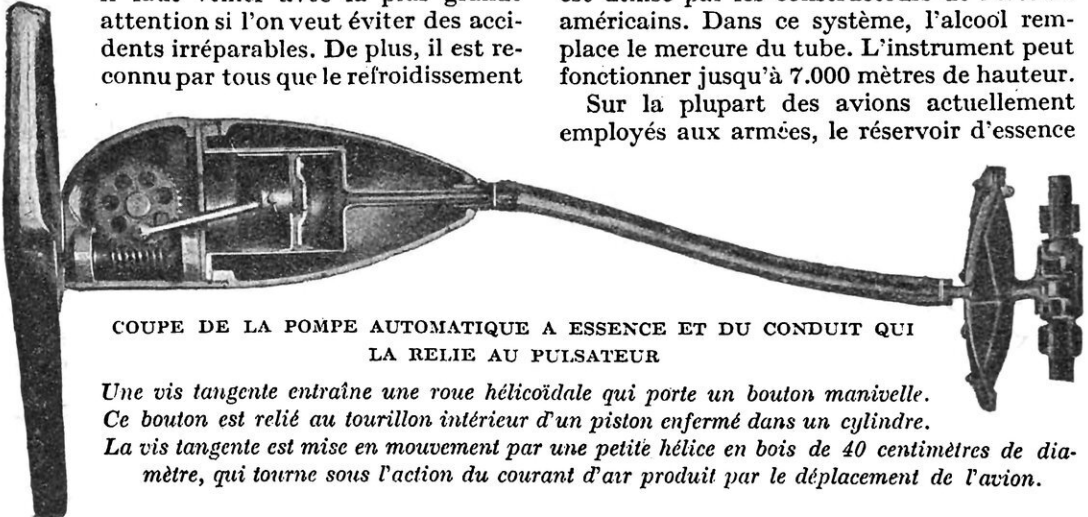 attention si l'on veut éviter des acci-
dents irréparables. De plus, il est re-
connu par tous que le refroidissement
américains. Dans ce système, l'alcool rem-
place le mercure du tube. L'instrument peut
fonctionner jusqu'à 7.000 mètres de hauteur.
Sur la plupart des avions actuellement
employés aux armées, le réservoir d'essence
COUPE DE LA POMPE AUTOMATIQUE A ESSENCE ET DU CONDUIT QUI
LA RELIE AU PULSATEUR
Une vis tangente entraîne une roue hélicoïdale qui porte un bouton manivelle.
Ce bouton est relié au tourillon intérieur d'un piston enfermé dans un cylindre.
La vis tangente est mise en mouvement par une petite hélice en bois de 40 centimètres de dia-
mètre, qui tourne sous l'action du courant d'air produit par le déplacement de l'avion.